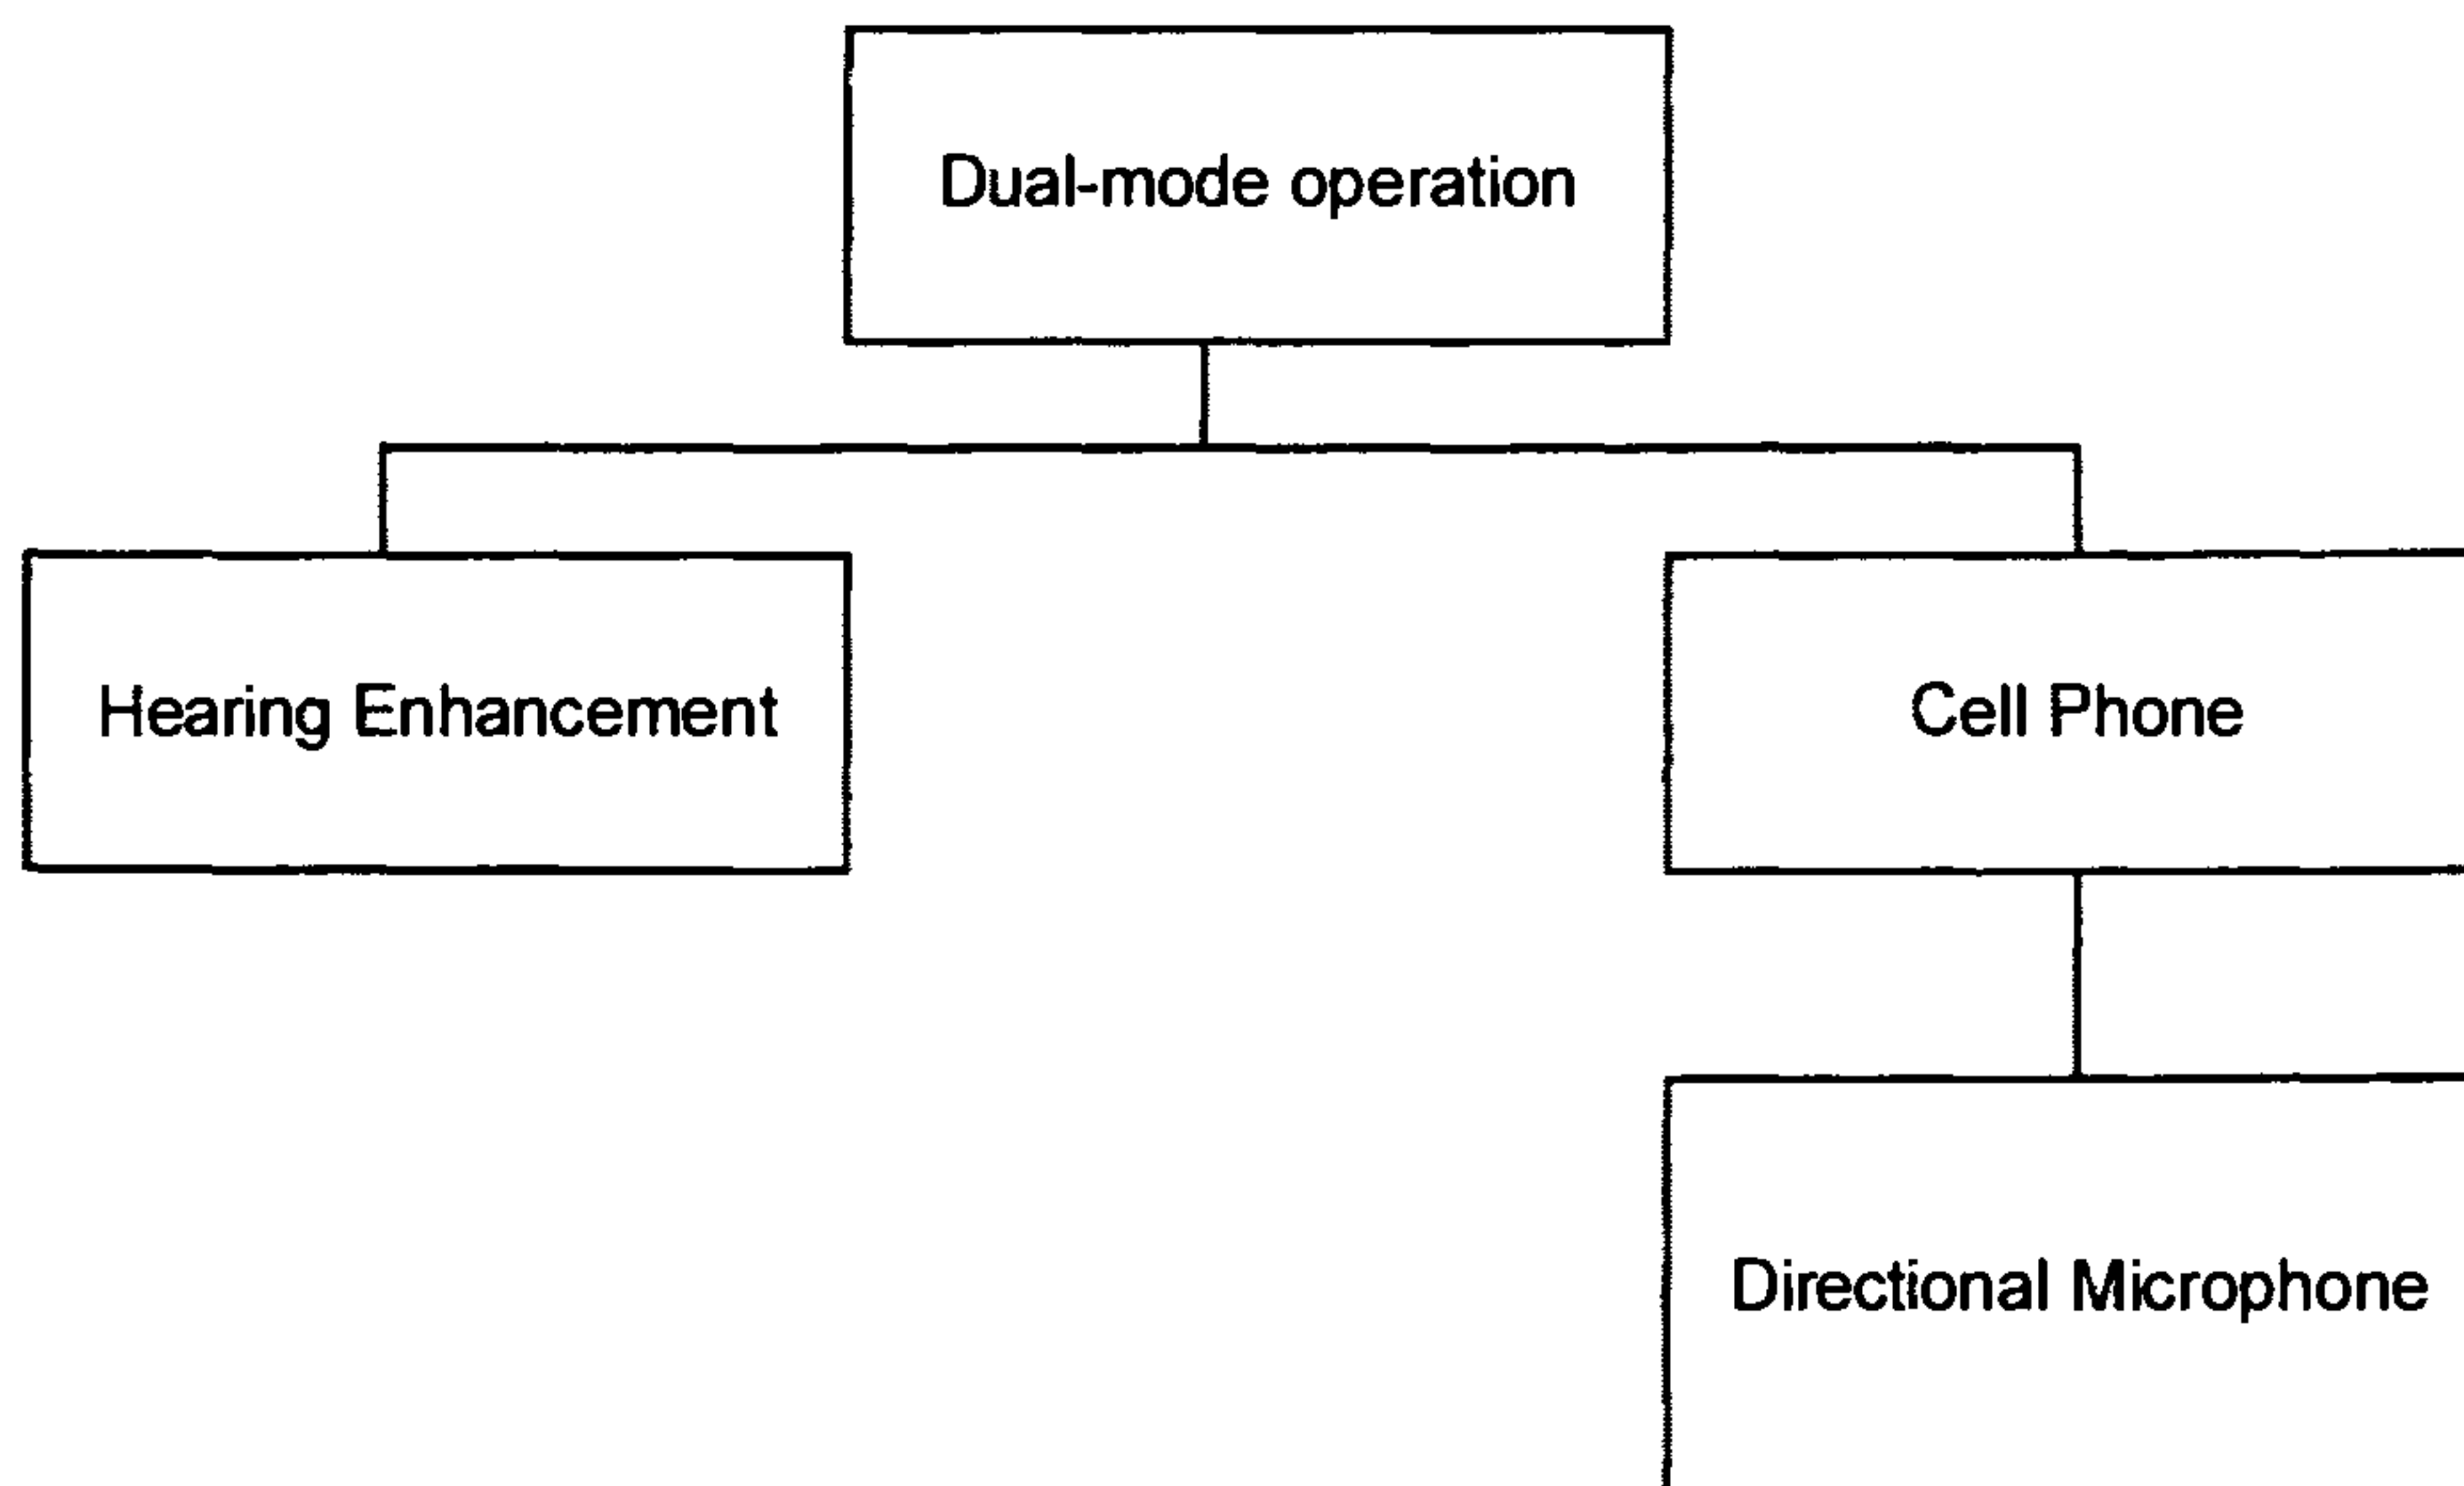 Dual-mode operation
Hearing Enhancement
Cell Phone
Directional Microphone